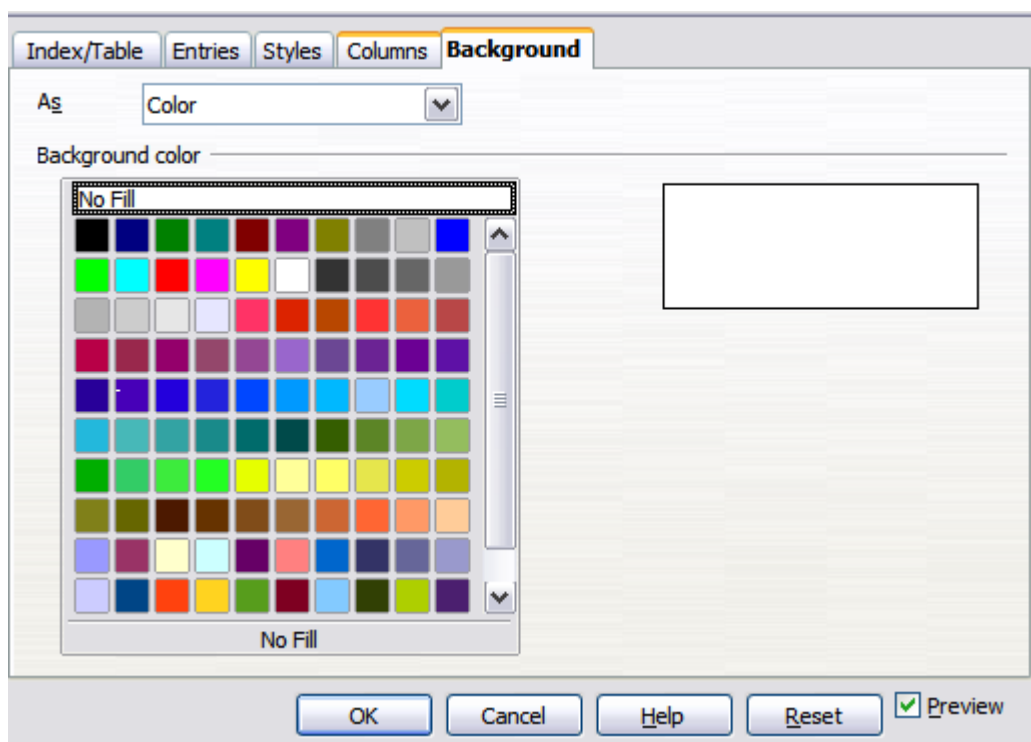 Index/Table Entries Styles Columns Background
As Color
Background color
No Fill
No Fill
OK Cancel Help Reset Preview